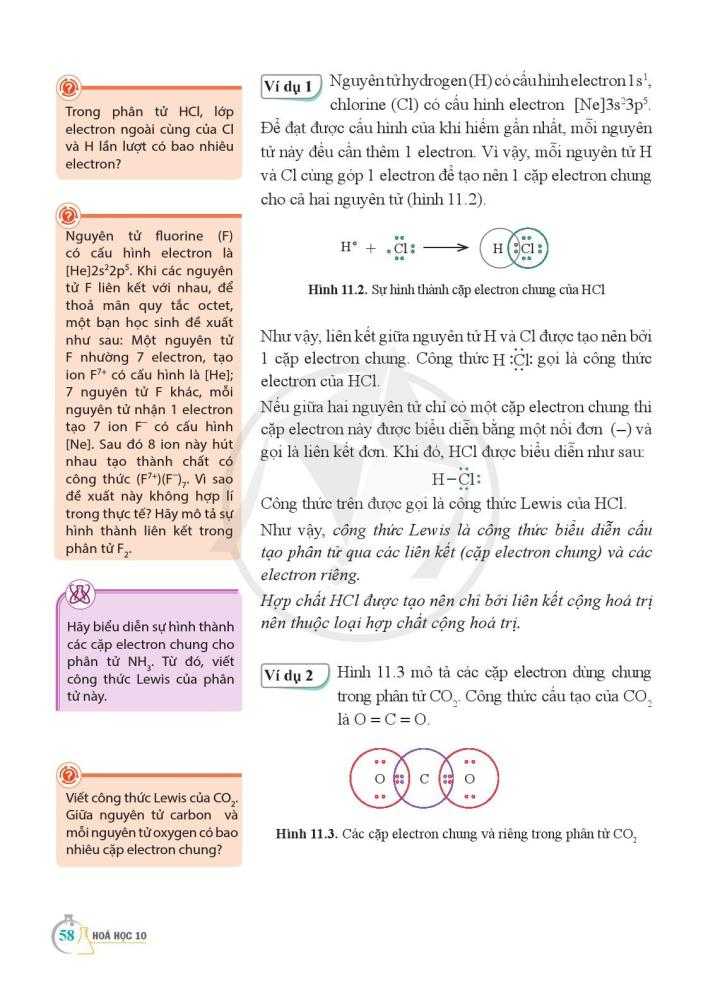 Trong phân tử HCl, lớp
electron ngoài cùng của Cl
và H lần lượt có bao nhiêu
electron?
Nguyên tử fluorine (F)
có cấu hình electron là
[He]2s²2p⁵. Khi các nguyên
tử F liên kết với nhau, để
thoả mãn quy tắc octet,
một bạn học sinh đề xuất
như sau: Một nguyên tử
F nhường 7 electron, tạo
ion F⁷⁺ có cấu hình là [He];
7 nguyên tử F khác, mỗi
nguyên tử nhận 1 electron
tạo 7 ion F⁻ có cấu hình
[Ne]. Sau đó 8 ion này hút
nhau tạo thành chất có
công thức (F⁷⁺)(F⁻)₇. Vì sao
đề xuất này không hợp lí
trong thực tế? Hãy mô tả sự
hình thành liên kết trong
phân tử F₂.
Hãy biểu diễn sự hình thành
các cặp electron chung cho
phân tử NH₃. Từ đó, viết
công thức Lewis của phân
tử này.
Viết công thức Lewis của CO₂.
Giữa nguyên tử carbon và
mỗi nguyên tử oxygen có bao
nhiêu cặp electron chung?
Ví dụ 1 Nguyên tử hydrogen (H) có cấu hình electron 1s¹,
chlorine (Cl) có cấu hình electron [Ne]3s²3p⁵.
Để đạt được cấu hình của khí hiếm gần nhất, mỗi nguyên
tử này đều cần thêm 1 electron. Vì vậy, mỗi nguyên tử H
và Cl cùng góp 1 electron để tạo nên 1 cặp electron chung
cho cả hai nguyên tử (hình 11.2).
H + Cl → H Cl
Hình 11.2. Sự hình thành cặp electron chung của HCl
Như vậy, liên kết giữa nguyên tử H và Cl được tạo nên bởi
1 cặp electron chung. Công thức H :Cl: gọi là công thức
electron của HCl.
Nếu giữa hai nguyên tử chỉ có một cặp electron chung thì
cặp electron này được biểu diễn bằng một nối đơn (–) và
gọi là liên kết đơn. Khi đó, HCl được biểu diễn như sau:
H–Cl:
Công thức trên được gọi là công thức Lewis của HCl.
Như vậy, công thức Lewis là công thức biểu diễn cấu
tạo phân tử qua các liên kết (cặp electron chung) và các
electron riêng.
Hợp chất HCl được tạo nên chỉ bởi liên kết cộng hoá trị
nên thuộc loại hợp chất cộng hoá trị.
Ví dụ 2 Hình 11.3 mô tả các cặp electron dùng chung
trong phân tử CO₂. Công thức cấu tạo của CO₂
là O = C = O.
O C O
Hình 11.3. Các cặp electron chung và riêng trong phân tử CO₂
58 HOÁ HỌC 10